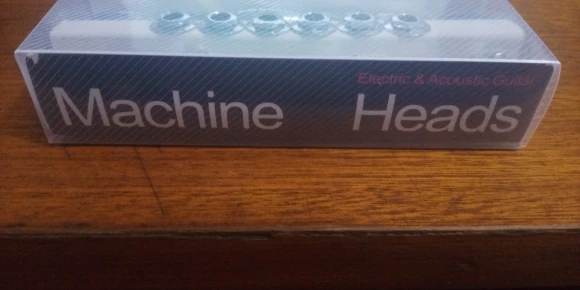 Electric & Acoustic Guitar
Machine Heads